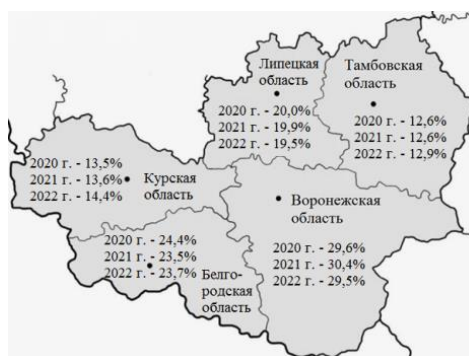 Липецкая
область
2020 г. - 20,0%
2021 г. - 19,9%
2022 г. - 19,5%
Тамбовская
область
2020 г. - 12,6%
2021 г. - 12,6%
2022 г. - 12,9%
2020 г. - 13,5%
2021 г. - 13,6%
2022 г. - 14,4%
Курская
область
Воронежская
область
2020 г. - 29,6%
2021 г. - 30,4%
2022 г. - 29,5%
2020 г. - 24,4%
2021 г. - 23,5%
2022 г. - 23,7%
Белго-
родская
область